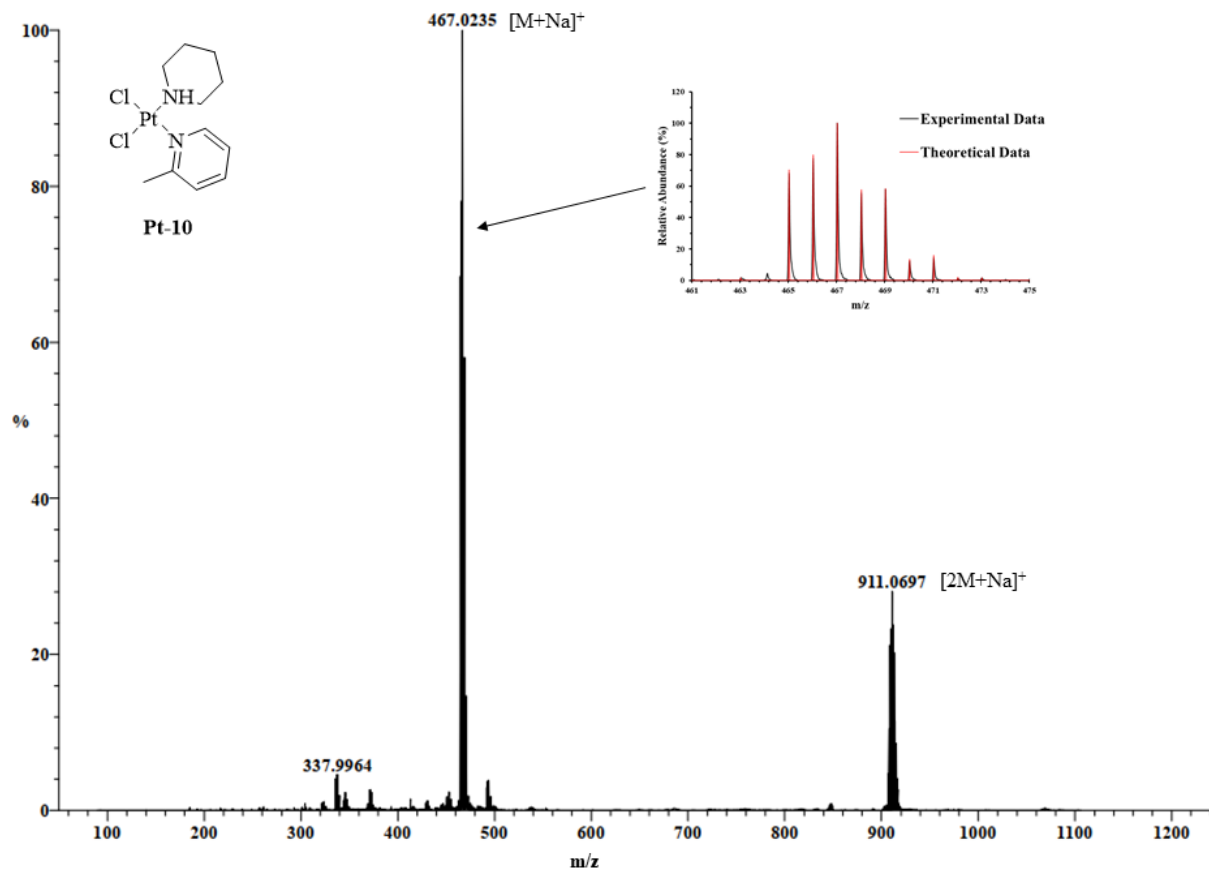 467.0235 [M+Na]⁺
100
80
60
%
40
20
0
Cl
Cl
Pt
NH
N
Pt-10
120
100
80
60
40
20
0
Relative Abundance (%)
Experimental Data
Theoretical Data
461 463 465 467 469 471 473 475
m/z
911.0697 [2M+Na]⁺
337.9964
100 200 300 400 500 600 700 800 900 1000 1100 1200
m/z